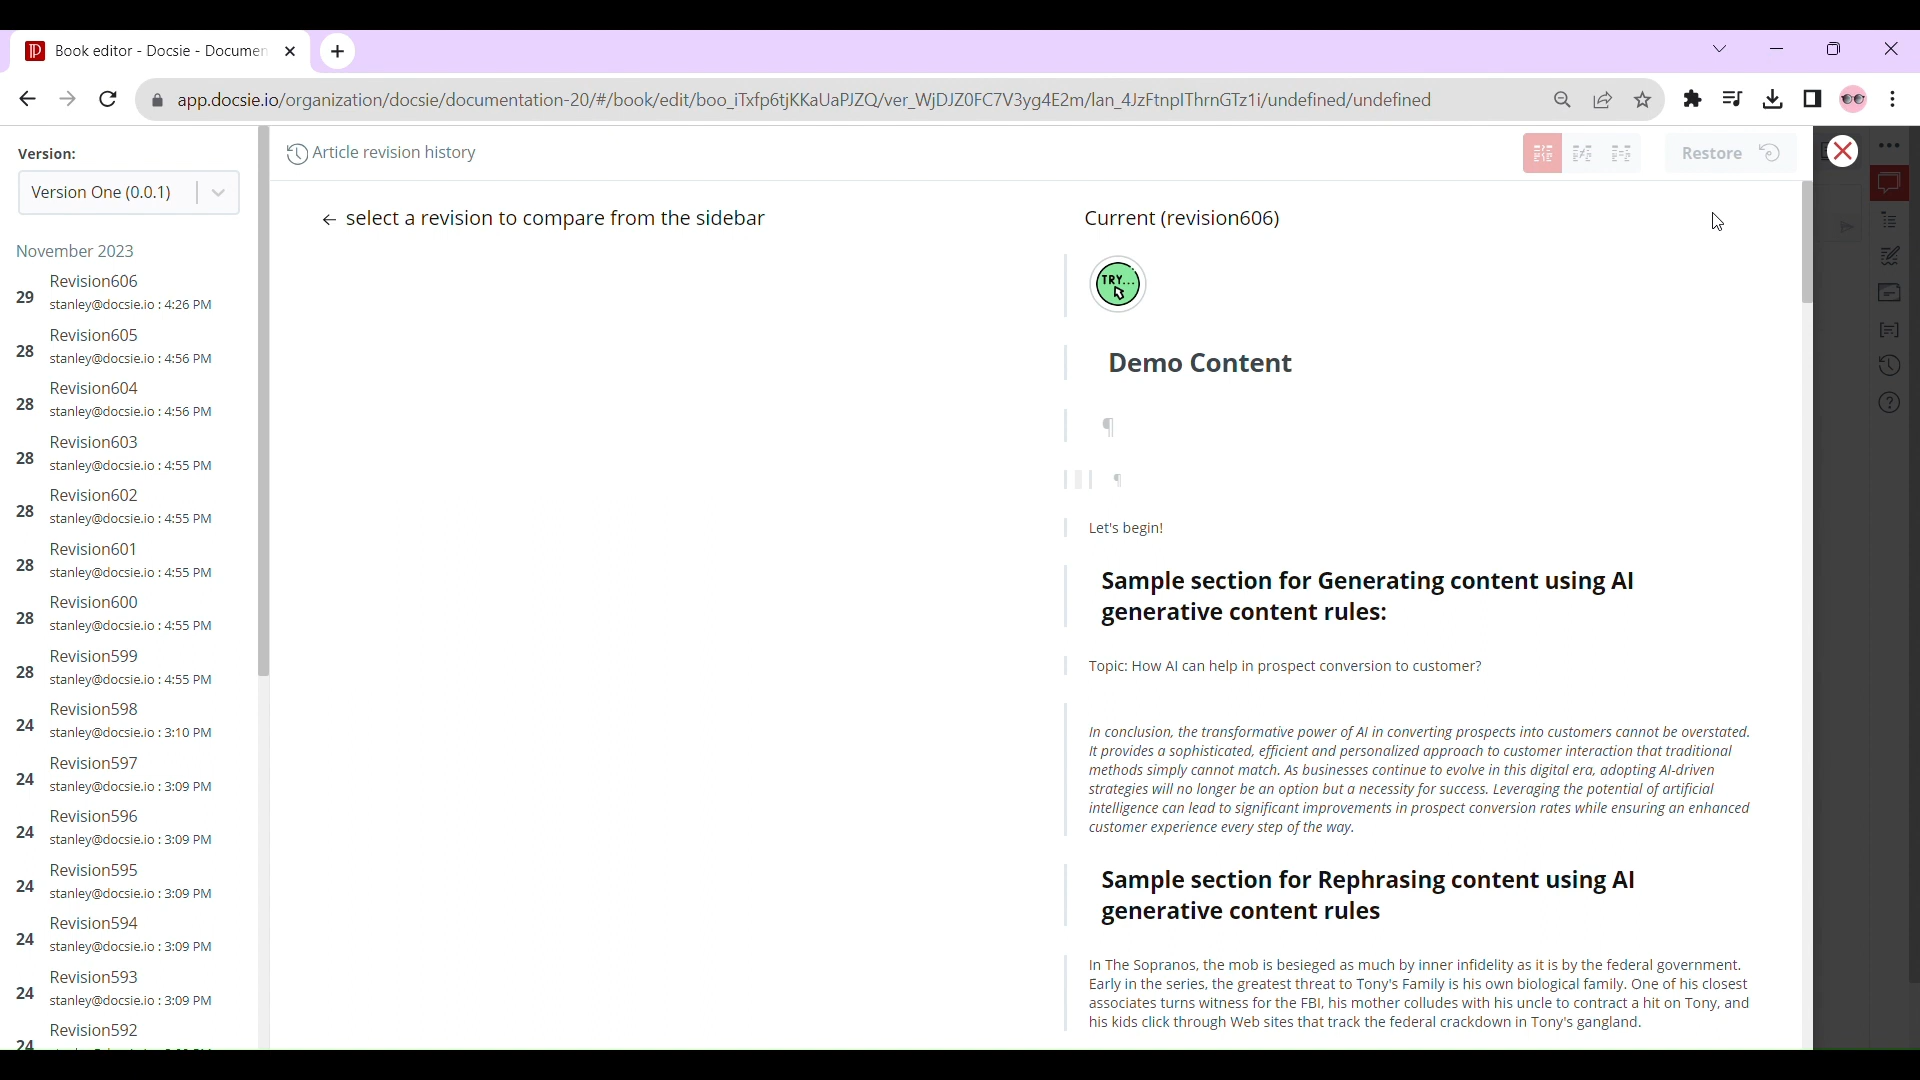 Book editor - Docsie - Documen
app.docsie.io/organization/docsie/documentation-20/#/book/edit/boo_iTxfp6tjKKaUaPJZQ/ver_WjDJZ0FC7V3yg4E2m/lan_4JzFtnpIThrnGTz1i/undefined/undefined
Version:
Version One (0.0.1)
Article revision history
Restore
← select a revision to compare from the sidebar
Current (revision606)
November 2023
29 Revision606
stanley@docsie.io : 4:26 PM
28 Revision605
stanley@docsie.io : 4:56 PM
28 Revision604
stanley@docsie.io : 4:56 PM
28 Revision603
stanley@docsie.io : 4:55 PM
28 Revision602
stanley@docsie.io : 4:55 PM
28 Revision601
stanley@docsie.io : 4:55 PM
28 Revision600
stanley@docsie.io : 4:55 PM
28 Revision599
stanley@docsie.io : 4:55 PM
24 Revision598
stanley@docsie.io : 3:10 PM
24 Revision597
stanley@docsie.io : 3:09 PM
24 Revision596
stanley@docsie.io : 3:09 PM
24 Revision595
stanley@docsie.io : 3:09 PM
24 Revision594
stanley@docsie.io : 3:09 PM
24 Revision593
stanley@docsie.io : 3:09 PM
24 Revision592
TRY...
Demo Content
¶
¶
Let's begin!
Sample section for Generating content using AI
generative content rules:
Topic: How AI can help in prospect conversion to customer?
In conclusion, the transformative power of AI in converting prospects into customers cannot be overstated.
It provides a sophisticated, efficient and personalized approach to customer interaction that traditional
methods simply cannot match. As businesses continue to evolve in this digital era, adopting AI-driven
strategies will no longer be an option but a necessity for success. Leveraging the potential of artificial
intelligence can lead to significant improvements in prospect conversion rates while ensuring an enhanced
customer experience every step of the way.
Sample section for Rephrasing content using AI
generative content rules
In The Sopranos, the mob is besieged as much by inner infidelity as it is by the federal government.
Early in the series, the greatest threat to Tony's Family is his own biological family. One of his closest
associates turns witness for the FBI, his mother colludes with his uncle to contract a hit on Tony, and
his kids click through Web sites that track the federal crackdown in Tony's gangland.